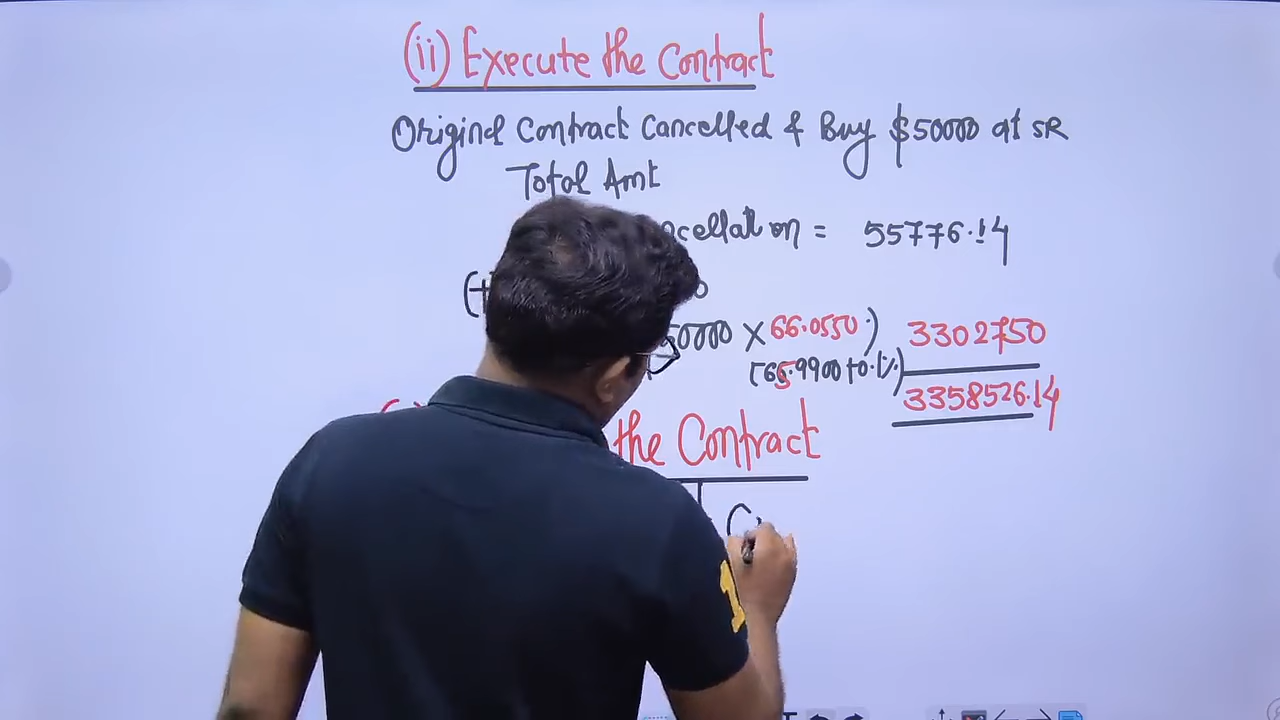 (ii) Execute the Contract
Original Contract Cancelled & Buy $50000 at SR
Total Amt
= 55776.14
50000 X 66.0550) 3302750
(65.9900+0.1%)
3358526.14
the Contract
1